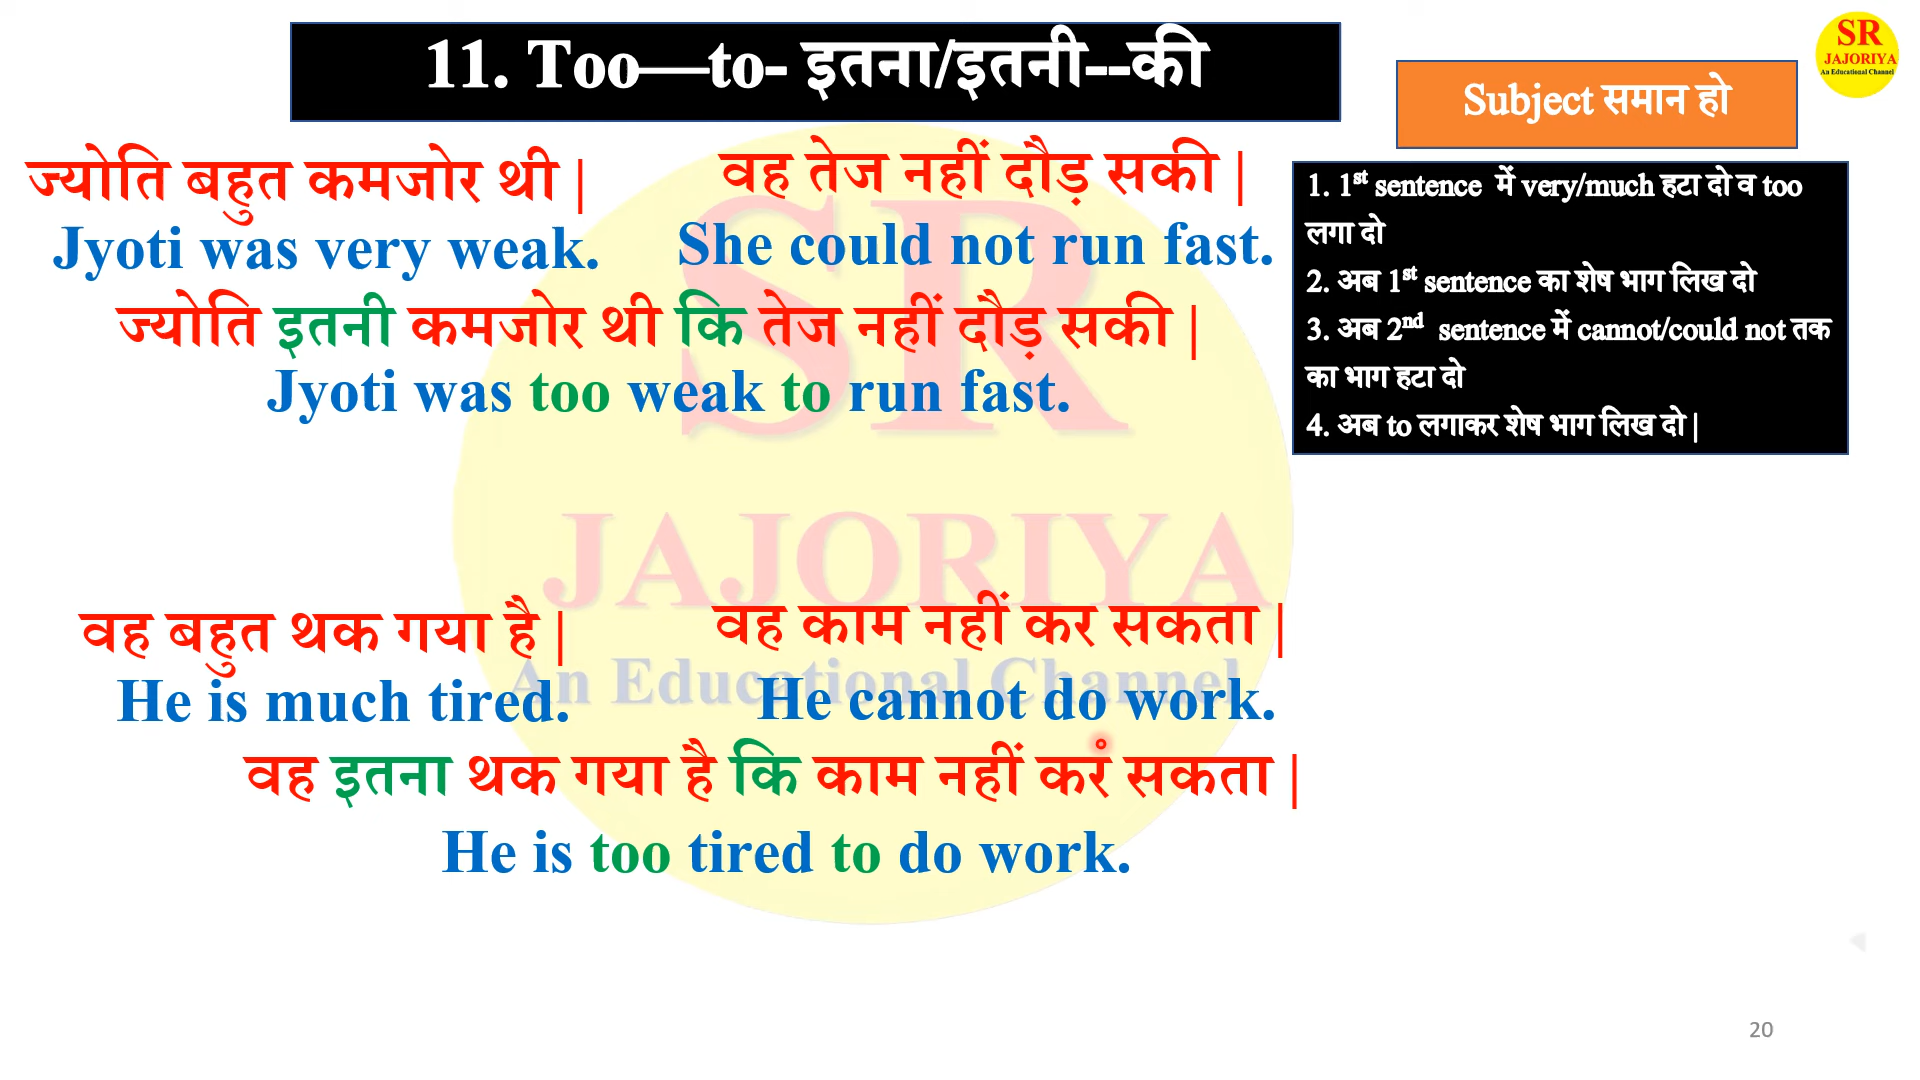 11. Too—to- इतना/इतनी--की
SR
JAJORIYA
An Educational Channel
Subject समान हो
ज्योति बहुत कमजोर थी |
वह तेज नहीं दौड़ सकी |
Jyoti was very weak.
She could not run fast.
ज्योति इतनी कमजोर थी कि तेज नहीं दौड़ सकी |
Jyoti was too weak to run fast.
1. 1st sentence में very/much हटा दो व too
लगा दो
2. अब 1st sentence का शेष भाग लिख दो
3. अब 2nd sentence में cannot/could not तक
का भाग हटा दो
4. अब to लगाकर शेष भाग लिख दो |
SR
JAJORIYA
An Educational Channel
वह बहुत थक गया है |
वह काम नहीं कर सकता |
He is much tired.
He cannot do work.
वह इतना थक गया है कि काम नहीं कर सकता |
He is too tired to do work.
20